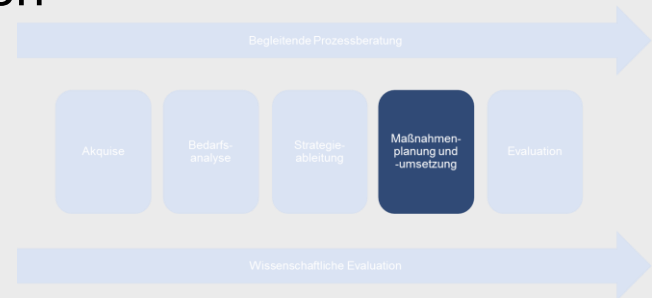 Begleitende Prozessberatung
Akquise
Bedarfs-
analyse
Strategie-
ableitung
Maßnahmen-
planung und
-umsetzung
Evaluation
Wissenschaftliche Evaluation